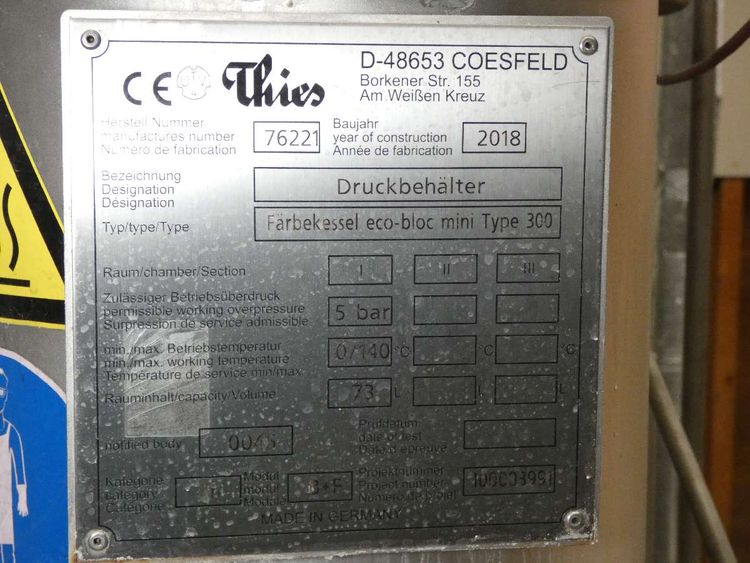 CE Thies
D-48653 COESFELD
Borkener Str. 155
Am Weißen Kreuz
Herstell Nummer
manufactures number 76221
Numéro de fabrication
Baujahr
year of construction 2018
Année de fabrication
Bezeichnung
Designation Druckbehälter
Désignation
Typ/type/Type Färbekessel eco-bloc mini Type 300
Raum/chamber/Section I II III
Zulässiger Betriebsüberdruck
permissible working overpressure 5 bar
Surpression de service admissible
min./max. Betriebstemperatur
min./max. working temperature 0/140 °C °C °C
Température de service min/max
Rauminhalt/capacity/Volume 73 L L L
notified body 0045
Prüfdatum
date of test
Date d'épreuve
Kategorie
category
Catégorie
Modul
modul B+F
Module
Projektnummer
Project number 100003991
Numéro de projet
MADE IN GERMANY